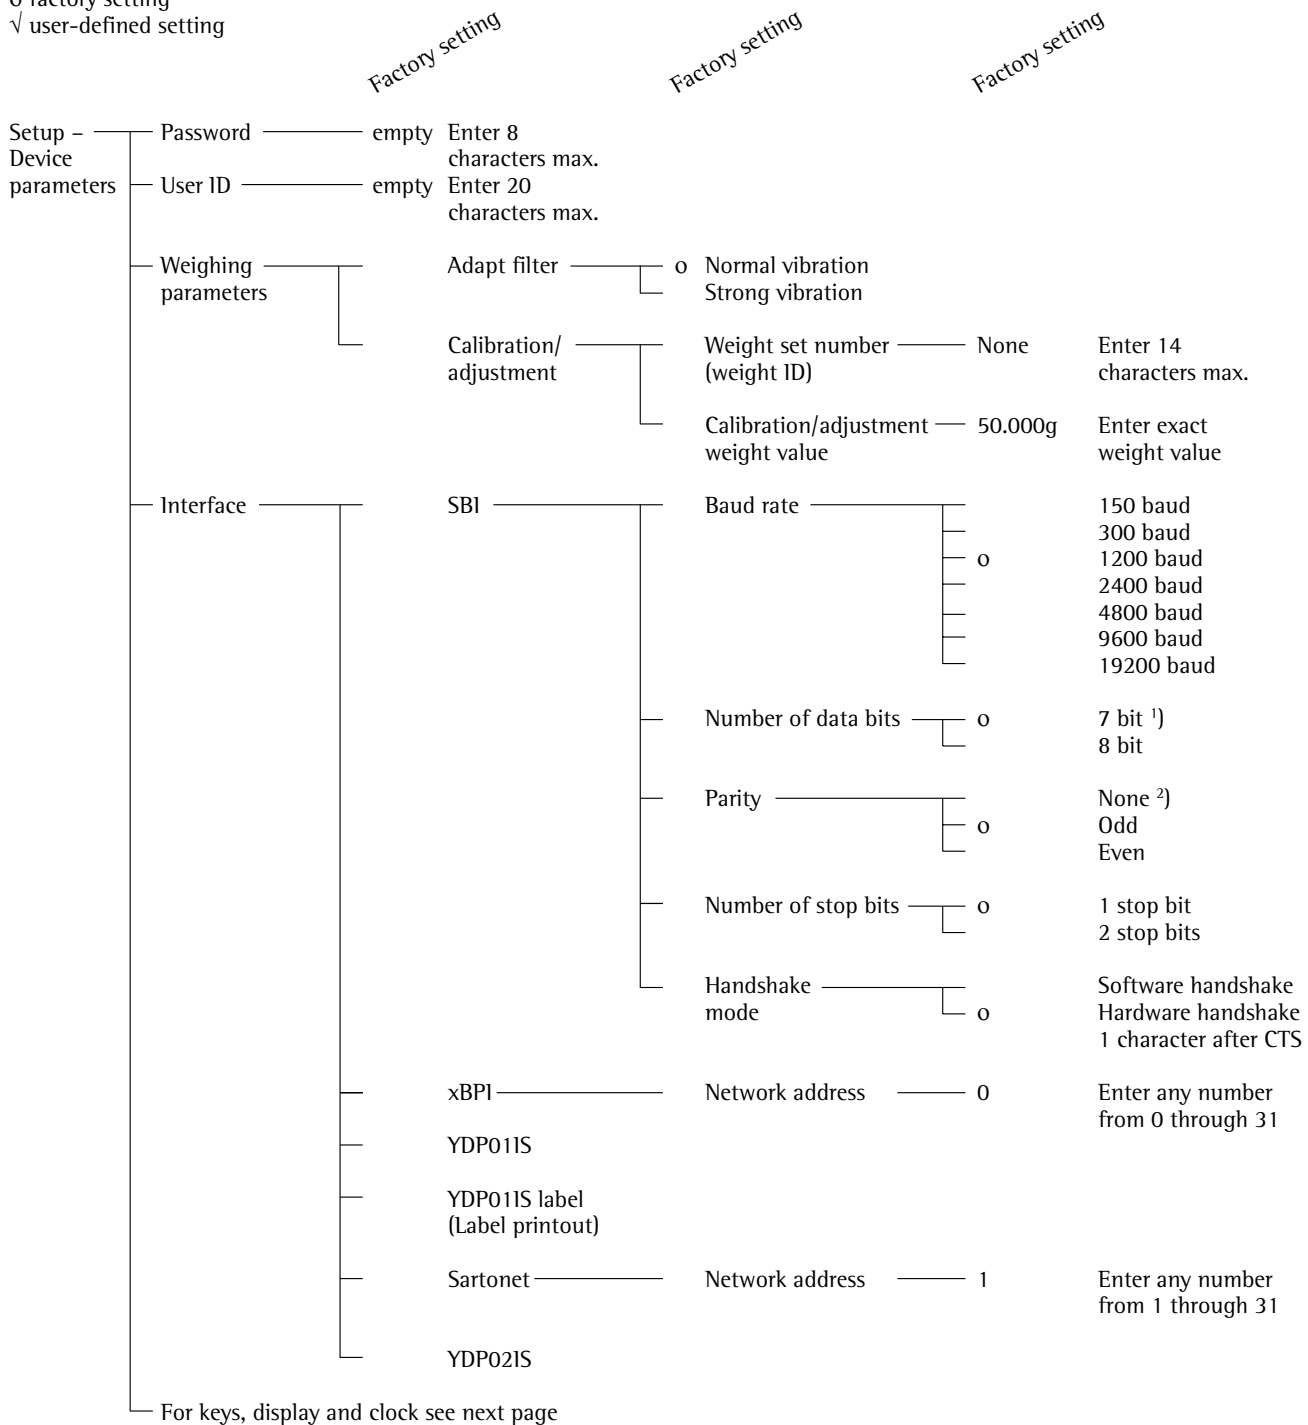 o factory setting
√ user-defined setting
Factory setting Factory setting Factory setting
Setup – Password empty Enter 8
Device characters max.
parameters User ID empty Enter 20
characters max.
Weighing Adapt filter o Normal vibration
parameters Strong vibration
Calibration/ Weight set number None Enter 14
adjustment (weight ID) characters max.
Calibration/adjustment 50.000g Enter exact
weight value weight value
Interface SBI Baud rate 150 baud
300 baud
o 1200 baud
2400 baud
4800 baud
9600 baud
19200 baud
Number of data bits o 7 bit ¹)
8 bit
Parity None ²)
o Odd
Even
Number of stop bits o 1 stop bit
2 stop bits
Handshake Software handshake
mode o Hardware handshake
1 character after CTS
xBPI Network address 0 Enter any number
from 0 through 31
YDP01IS
YDP01IS label
(Label printout)
Sartonet Network address 1 Enter any number
from 1 through 31
YDP02IS
For keys, display and clock see next page